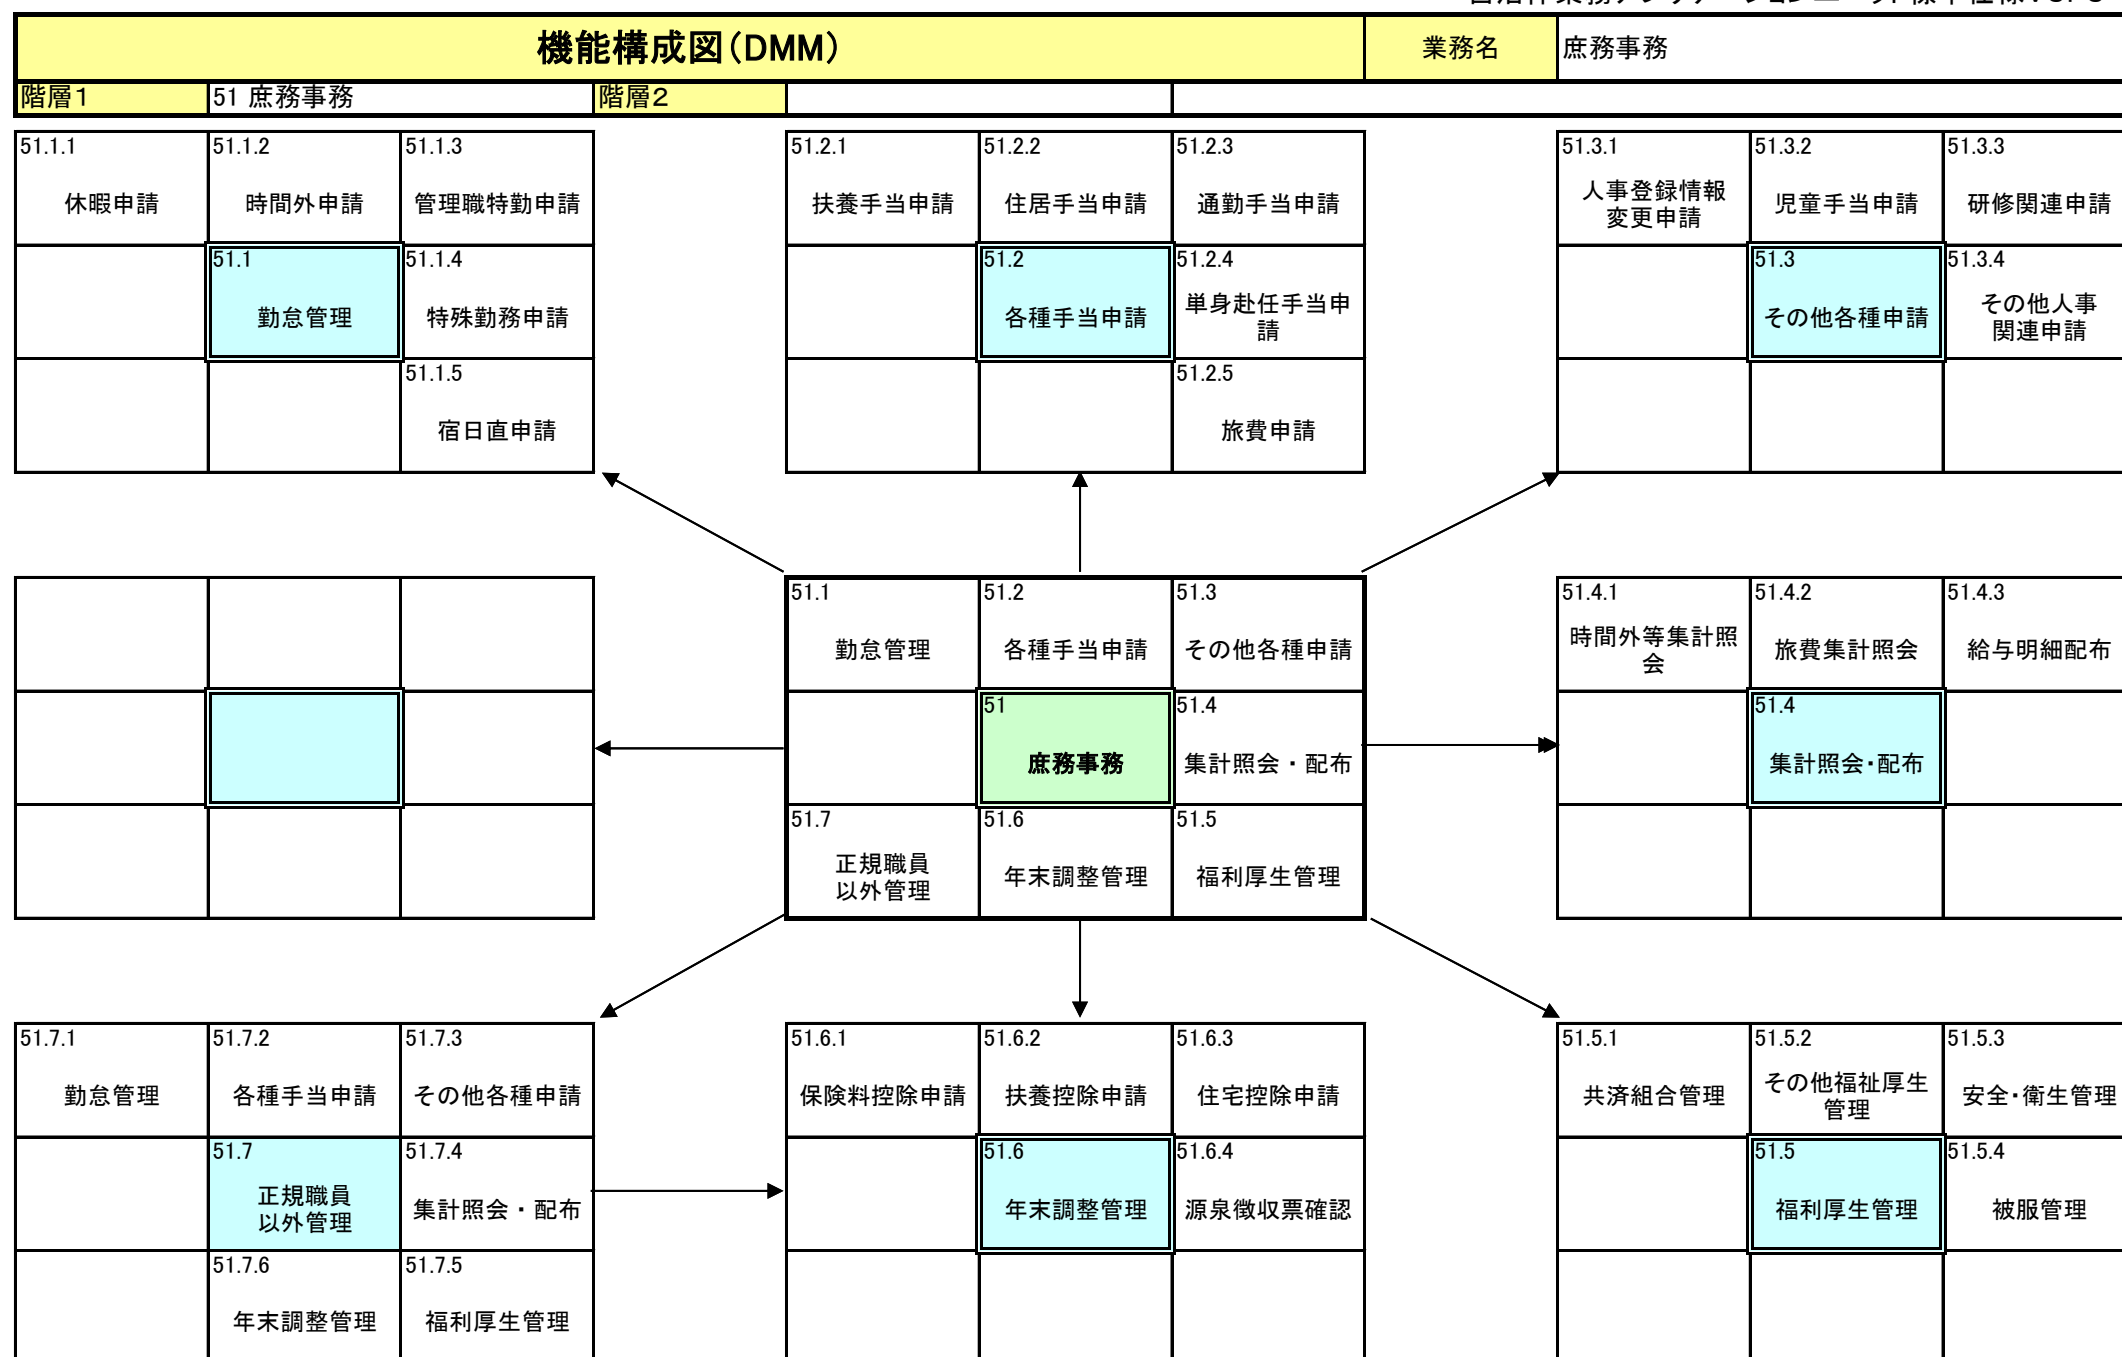 機能構成図(DMM)
業務名
庶務事務
階層1
51 庶務事務
階層2
51.1.1
休暇申請
51.1.2
時間外申請
51.1.3
管理職特勤申請
51.1
勤怠管理
51.1.4
特殊勤務申請
51.1.5
宿日直申請
51.2.1
扶養手当申請
51.2.2
住居手当申請
51.2.3
通勤手当申請
51.2
各種手当申請
51.2.4
単身赴任手当申
請
51.2.5
旅費申請
51.3.1
人事登録情報
変更申請
51.3.2
児童手当申請
51.3.3
研修関連申請
51.3
その他各種申請
51.3.4
その他人事
関連申請
51.1
勤怠管理
51.2
各種手当申請
51.3
その他各種申請
51
庶務事務
51.4
集計照会・配布
51.7
正規職員
以外管理
51.6
年末調整管理
51.5
福利厚生管理
51.4.1
時間外等集計照
会
51.4.2
旅費集計照会
51.4.3
給与明細配布
51.4
集計照会・配布
51.7.1
勤怠管理
51.7.2
各種手当申請
51.7.3
その他各種申請
51.7
正規職員
以外管理
51.7.4
集計照会・配布
51.7.6
年末調整管理
51.7.5
福利厚生管理
51.6.1
保険料控除申請
51.6.2
扶養控除申請
51.6.3
住宅控除申請
51.6
年末調整管理
51.6.4
源泉徴収票確認
51.5.1
共済組合管理
51.5.2
その他福祉厚生
管理
51.5.3
安全・衛生管理
51.5
福利厚生管理
51.5.4
被服管理